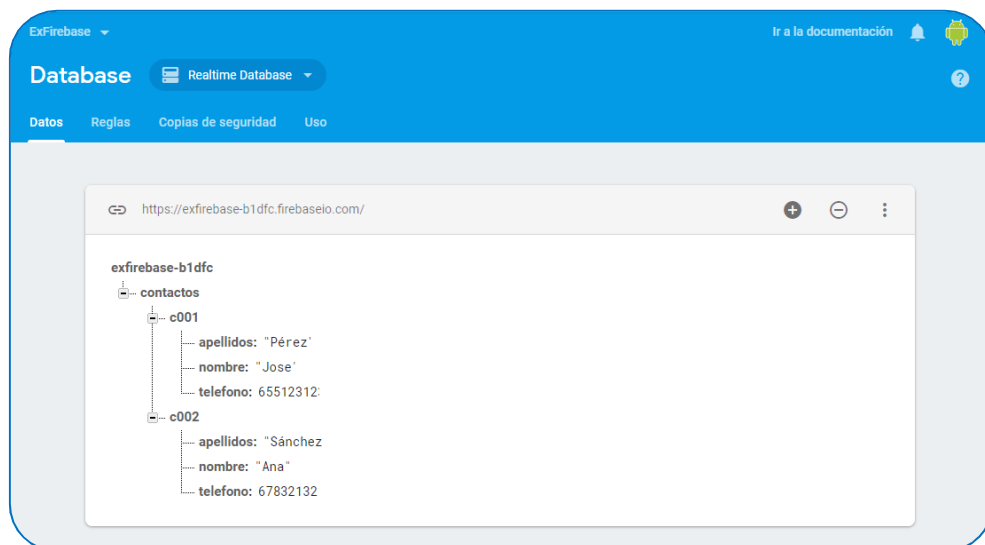 ExFirebase
Ir a la documentación
Database
Realtime Database
Datos Reglas Copias de seguridad Uso
https://exfirebase-b1dfc.firebaseio.com/
exfirebase-b1dfc
contactos
c001
apellidos: "Pérez'
nombre: "Jose'
telefono: 65512312
c002
apellidos: "Sánchez
nombre: "Ana"
telefono: 67832132